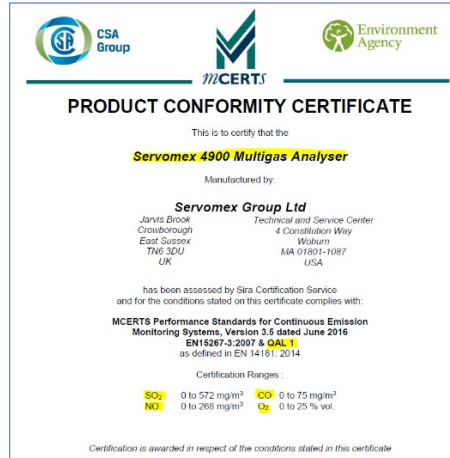 CSA
Group
mCERTs
Environment
Agency
PRODUCT CONFORMITY CERTIFICATE
This is to certify that the
Servomex 4900 Multigas Analyser
Manufactured by:
Servomex Group Ltd
Jarvis Brook Technical and Service Center
Crowborough 4 Constitution Way
East Sussex Woburn
TN6 3DU MA 01801-1087
UK USA
has been assessed by Sira Certification Service
and for the conditions stated on this certificate complies with:
MCERTS Performance Standards for Continuous Emission
Monitoring Systems, Version 3.5 dated June 2016
EN15267-3:2007 & QAL 1
as defined in EN 14181: 2014
Certification Ranges :
SO₂ 0 to 572 mg/m³ CO 0 to 75 mg/m³
NO 0 to 268 mg/m³ O₂ 0 to 25 % vol.
Certification is awarded in respect of the conditions stated in this certificate